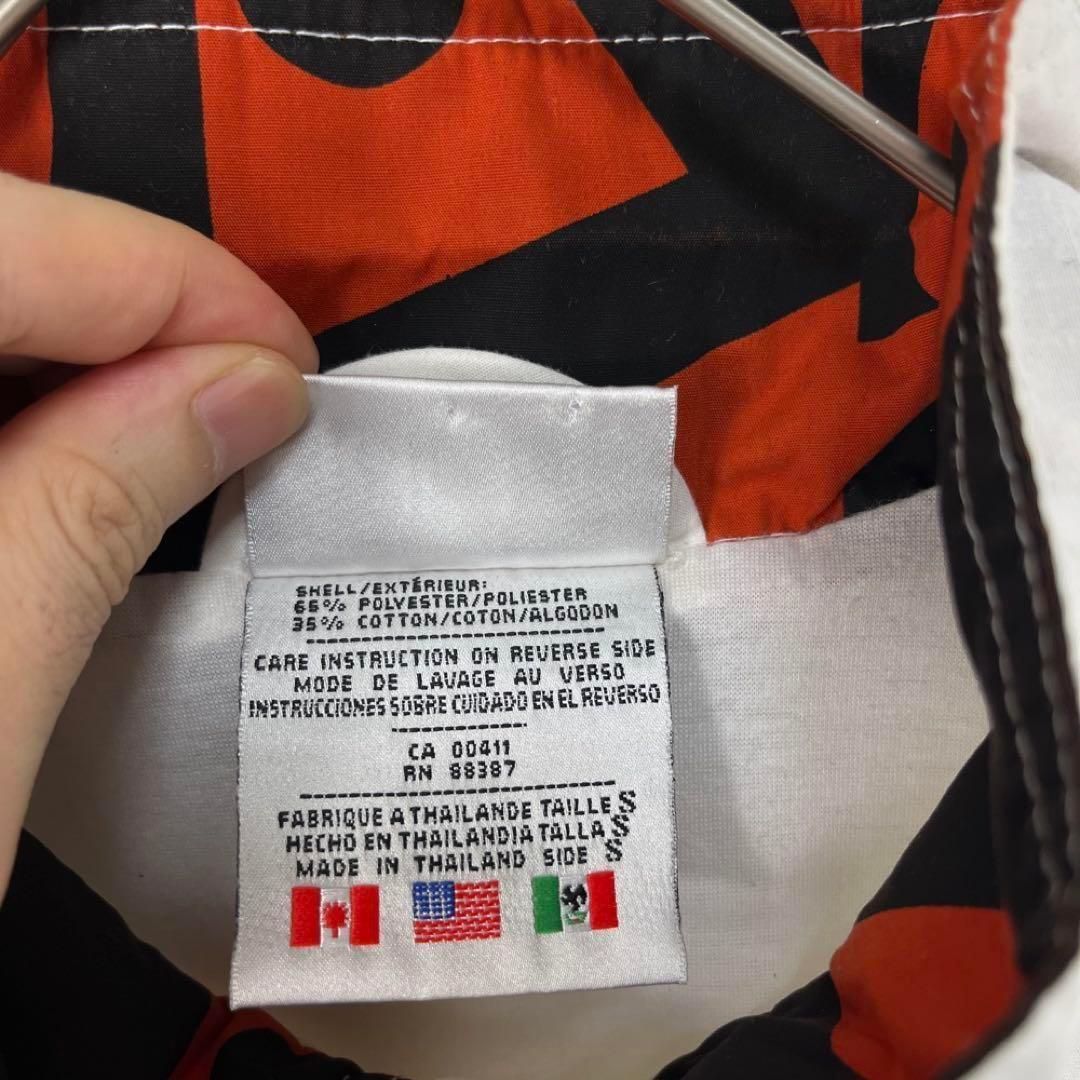 SHELL/EXTÉRIEUR:
65% POLYESTER/POLIESTER
35% COTTON/COTON/ALGODON
CARE INSTRUCTION ON REVERSE SIDE
MODE DE LAVAGE AU VERSO
INSTRUCCIONES SOBRE CUIDADO EN EL REVERSO
CA 00411
RN 88387
FABRIQUE A THAILANDE TAILLE S
HECHO EN THAILANDIA TALLA S
MADE IN THAILAND SIDE S